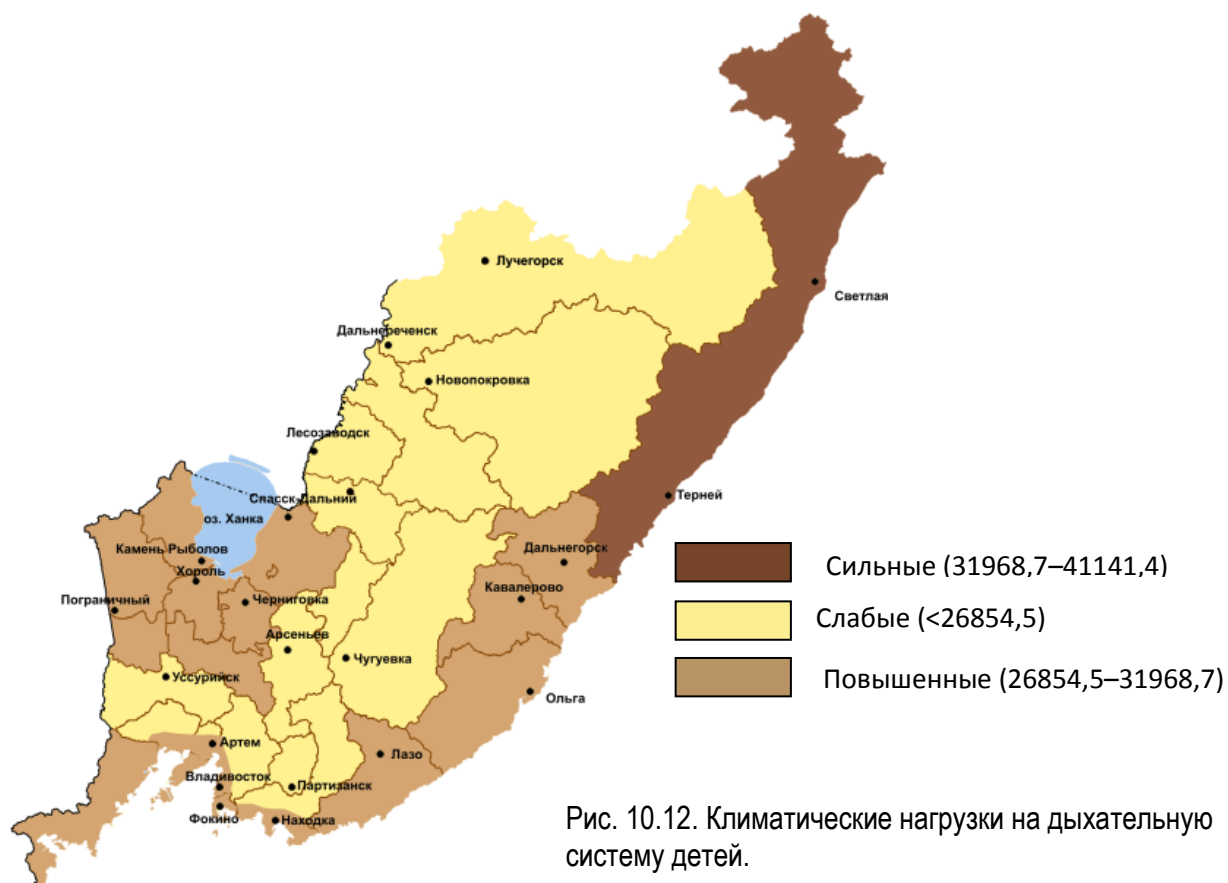 Лучегорск
Светлая
Дальнереченск
Новопокровка
Лесозаводск
Спасск-Дальний
Терней
оз. Ханка
Камень Рыболов
Дальнегорск
Хороль
Кавалерово
Пограничный
Черниговка
Арсеньев
Чугуевка
Уссурийск
Ольга
Артем
Лазо
Владивосток
Партизанск
Фокино
Находка
Сильные (31968,7–41141,4)
Слабые (<26854,5)
Повышенные (26854,5–31968,7)
Рис. 10.12. Климатические нагрузки на дыхательную
систему детей.